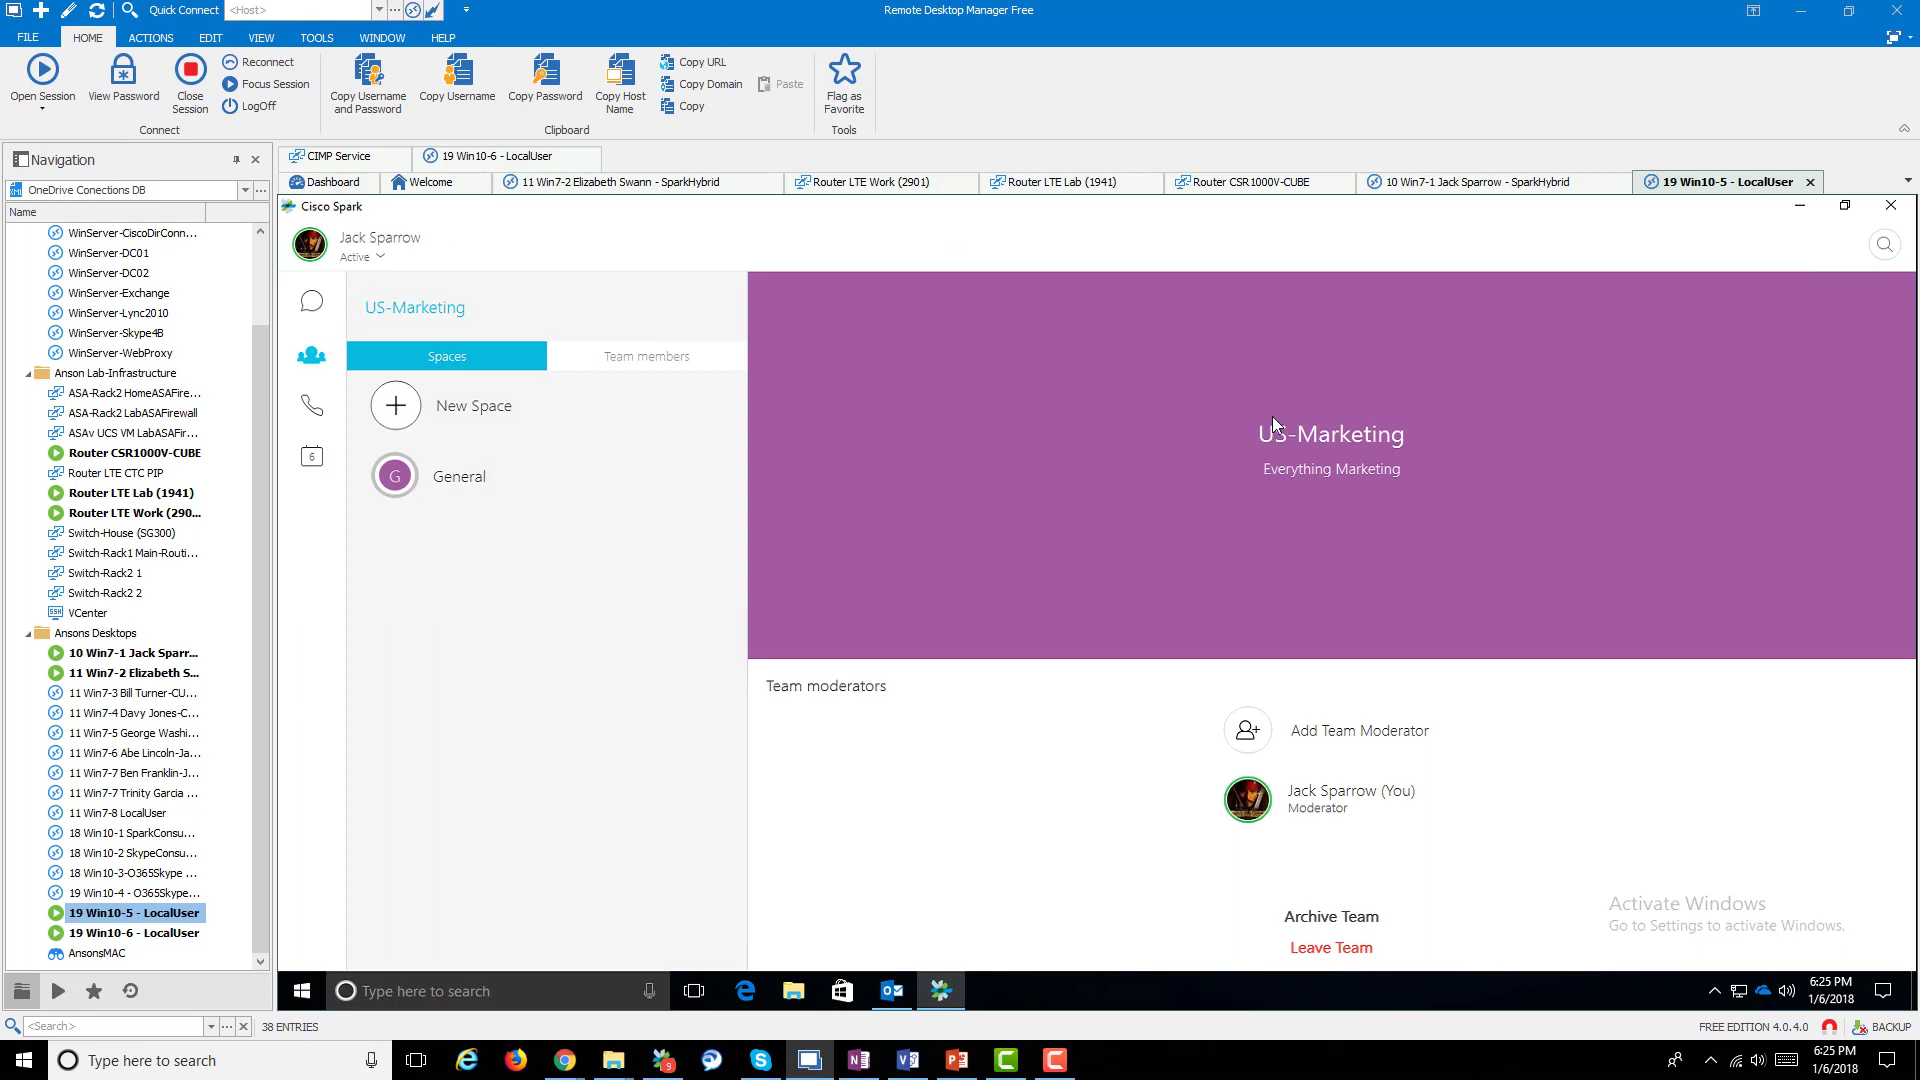 Quick Connect
<Host>
Remote Desktop Manager Free
FILE
HOME
ACTIONS
EDIT
VIEW
TOOLS
WINDOW
HELP
Open Session
View Password
Close
Session
Reconnect
Focus Session
LogOff
Connect
Copy Username
and Password
Copy Username
Copy Password
Copy Host
Name
Copy URL
Copy Domain
Copy
Paste
Clipboard
Flag as
Favorite
Tools
Navigation
OneDrive Conections DB
Name
WinServer-CiscoDirConn...
WinServer-DC01
WinServer-DC02
WinServer-Exchange
WinServer-Lync2010
WinServer-Skype4B
WinServer-WebProxy
Anson Lab-Infrastructure
ASA-Rack2 HomeASAFire...
ASA-Rack2 LabASAFirewall
ASAv UCS VM LabASAFir...
Router CSR1000V-CUBE
Router LTE CTC PIP
Router LTE Lab (1941)
Router LTE Work (290...
Switch-House (SG300)
Switch-Rack1 Main-Routi...
Switch-Rack2 1
Switch-Rack2 2
VCenter
Ansons Desktops
10 Win7-1 Jack Sparr...
11 Win7-2 Elizabeth S...
11 Win7-3 Bill Turner-CU...
11 Win7-4 Davy Jones-C...
11 Win7-5 George Washi...
11 Win7-6 Abe Lincoln-Ja...
11 Win7-7 Ben Franklin-J...
11 Win7-7 Trinity Garcia ...
11 Win7-8 LocalUser
18 Win10-1 SparkConsu...
18 Win10-2 SkypeConsu...
18 Win10-3-O365Skype ...
19 Win10-4 - O365Skype...
19 Win10-5 - LocalUser
19 Win10-6 - LocalUser
AnsonsMAC
<Search>
38 ENTRIES
CIMP Service
19 Win10-6 - LocalUser
Dashboard
Welcome
11 Win7-2 Elizabeth Swann - SparkHybrid
Router LTE Work (2901)
Router LTE Lab (1941)
Router CSR1000V-CUBE
10 Win7-1 Jack Sparrow - SparkHybrid
19 Win10-5 - LocalUser
Cisco Spark
Jack Sparrow
Active
6
US-Marketing
Spaces
Team members
New Space
G
General
US-Marketing
Everything Marketing
Team moderators
Add Team Moderator
Jack Sparrow (You)
Moderator
Archive Team
Leave Team
Activate Windows
Go to Settings to activate Windows.
Type here to search
6:25 PM
1/6/2018
FREE EDITION 4.0.4.0
BACKUP
Type here to search
9
6:25 PM
1/6/2018